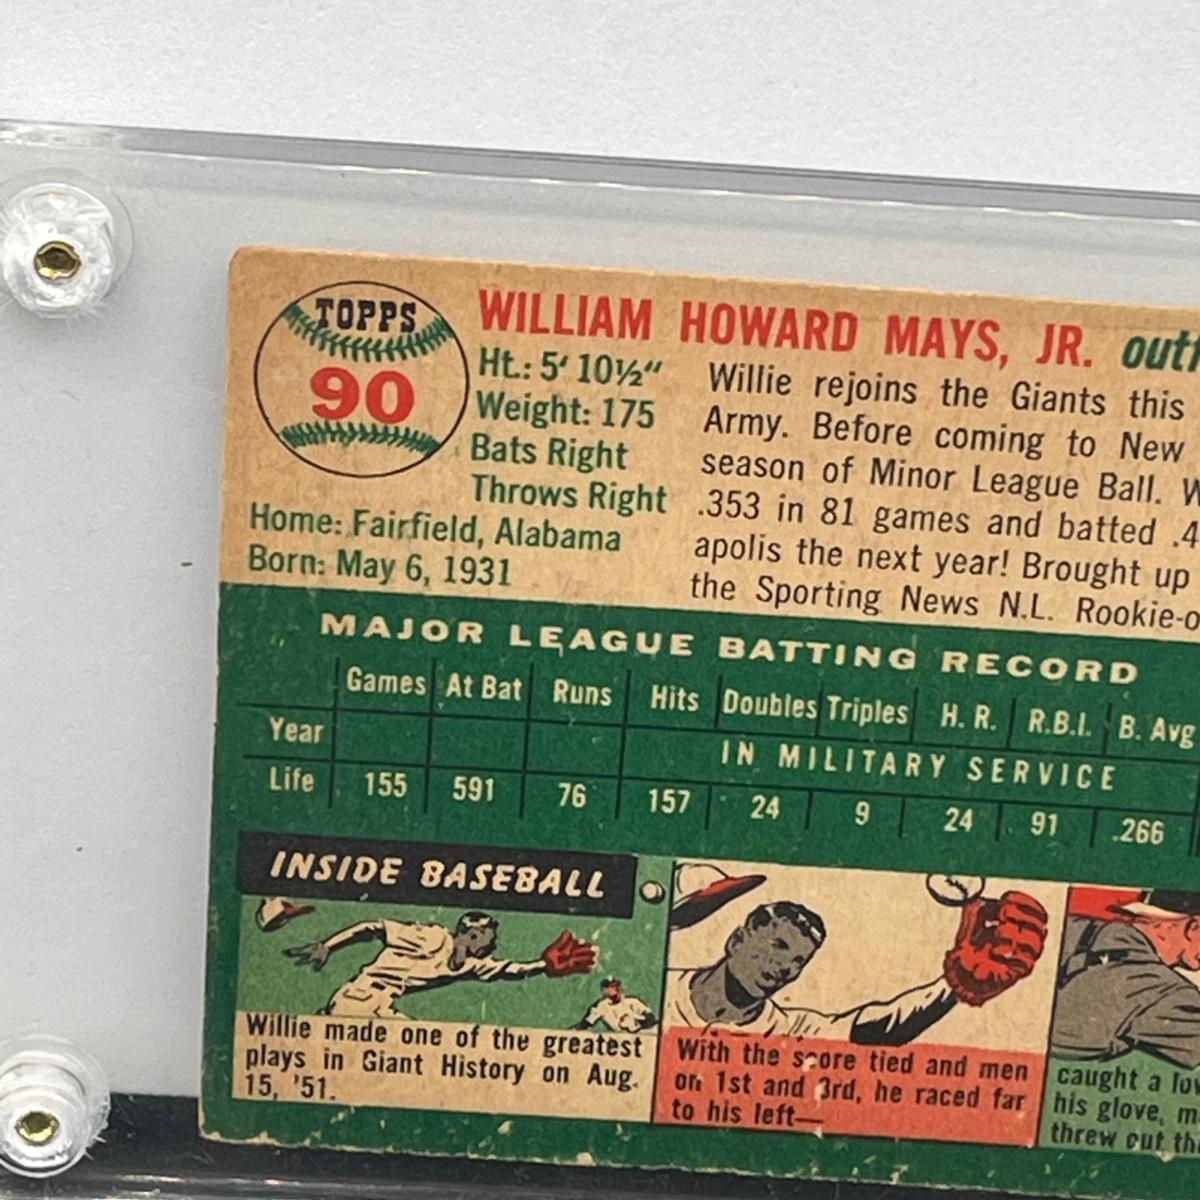 TOPPS
90
WILLIAM HOWARD MAYS, JR.
Ht.: 5' 10½"
Weight: 175
Bats Right
Throws Right
Home: Fairfield, Alabama
Born: May 6, 1931
Willie rejoins the Giants this
Army. Before coming to New
season of Minor League Ball.
.353 in 81 games and batted .4
apolis the next year! Brought up
the Sporting News N.L. Rookie-o
MAJOR LEAGUE BATTING RECORD
Games At Bat Runs Hits Doubles Triples H. R. R.B.I. B. Avg
Year IN MILITARY SERVICE
Life 155 591 76 157 24 9 24 91 .266
INSIDE BASEBALL
Willie made one of the greatest
plays in Giant History on Aug.
15, '51.
With the score tied and men
on 1st and 3rd, he raced far
to his left—
caught a
his glove,
threw out